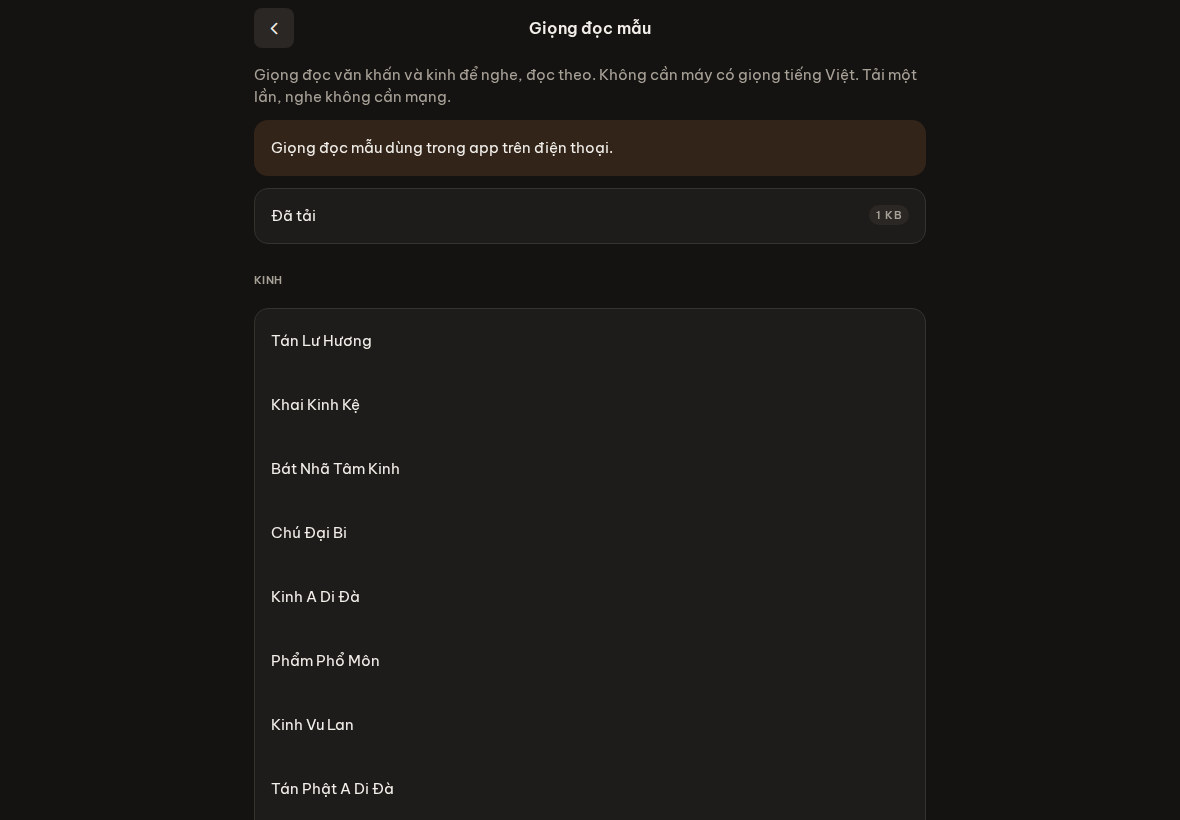 Giọng đọc mẫu
Giọng đọc văn khấn và kinh để nghe, đọc theo. Không cần máy có giọng tiếng Việt. Tải một
lần, nghe không cần mạng.
Giọng đọc mẫu dùng trong app trên điện thoại.
Đã tải
1 KB
KINH
Tán Lư Hương
Khai Kinh Kệ
Bát Nhã Tâm Kinh
Chú Đại Bi
Kinh A Di Đà
Phẩm Phổ Môn
Kinh Vu Lan
Tán Phật A Di Đà